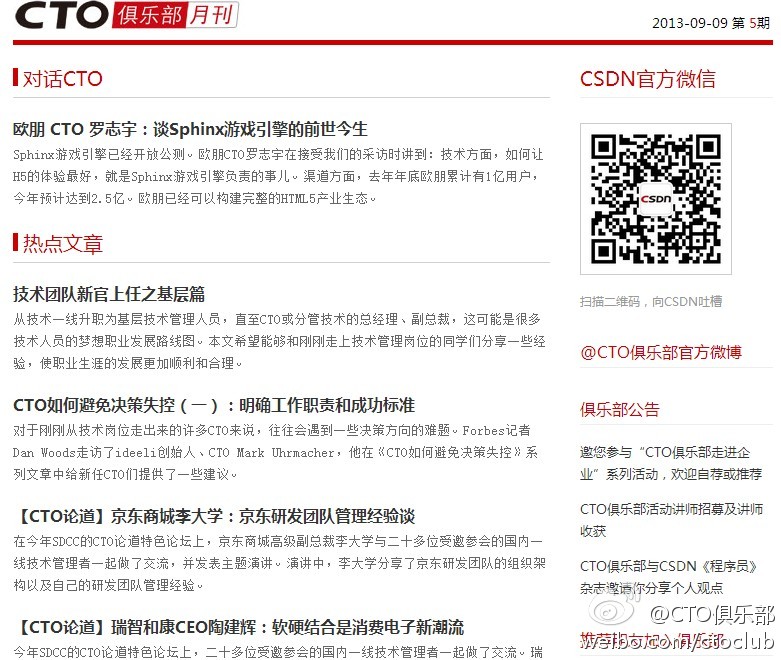 CTO俱乐部月刊
2013-09-09 第 5期
对话CTO
欧朋 CTO 罗志宇：谈Sphinx游戏引擎的前世今生
Sphinx游戏引擎已经开放公测。欧朋CTO罗志宇在接受我们的采访时讲到：技术方面，如何让
H5的体验最好，就是Sphinx游戏引擎负责的事儿。渠道方面，去年年底欧朋累计有1亿用户，
今年预计达到2.5亿。欧朋已经可以构建完整的HTML5产业生态。
热点文章
技术团队新官上任之基层篇
从技术一线升职为基层技术管理人员，直至CTO或分管技术的总经理、副总裁，这可能是很多
技术人员的梦想职业发展路线图。本文希望能够和刚刚走上技术管理岗位的同学们分享一些经
验，使职业生涯的发展更加顺利和合理。
CTO如何避免决策失控（一）：明确工作职责和成功标准
对于刚刚从技术岗位走出来的许多CTO来说，往往会遇到一些决策方向的难题。Forbes记者
Dan Woods走访了ideeli创始人、CTO Mark Uhrmacher，他在《CTO如何避免决策失控》系
列文章中给新任CTO们提供了一些建议。
【CTO论道】京东商城李大学：京东研发团队管理经验谈
在今年SDCC的CTO论道特色论坛上，京东商城高级副总裁李大学与二十多位受邀参会的国内一
线技术管理者一起做了交流，并发表主题演讲。演讲中，李大学分享了京东研发团队的组织架
构以及自己的研发团队管理经验。
【CTO论道】瑞智和康CEO陶建辉：软硬结合是消费电子新潮流
今年SDCC的CTO论道特色论坛上，二十多位受邀参会的国内一线技术管理者一起做了交流。瑞
CSDN官方微信
CSDN
扫描二维码，向CSDN吐槽
@CTO俱乐部官方微博
俱乐部公告
邀您参与“CTO俱乐部走进企
业”系列活动，欢迎自荐或推荐
CTO俱乐部活动讲师招募及讲师
收获
CTO俱乐部与CSDN《程序员》
杂志邀请你分享个人观点
推荐朋友加入俱乐部
@CTO俱乐部
weibo.com/cioclub